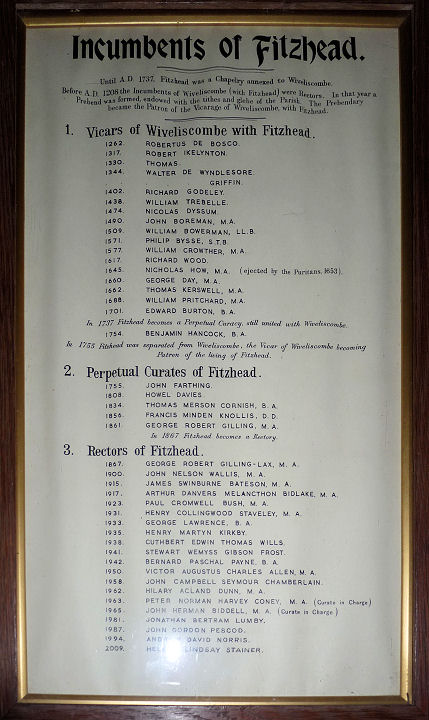 Incumbents of Fitzhead.
Until A.D. 1737. Fitzhead was a Chapelry annexed to Wiveliscombe.
Before A.D. 1208 the Incumbents of Wiveliscombe (with Fitzhead) were Rectors. In that year a
Prebend was formed, endowed with the tithes and glebe of the Parish. The Prebendary
became the Patron of the Vicarage of Wiveliscombe, with Fitzhead.
1. Vicars of Wiveliscombe with Fitzhead.
1262. ROBERTUS DE BOSCO.
1317. ROBERT IKELYNTON.
1330. THOMAS.
1344. WALTER DE WYNDLESORE.
GRIFFIN.
1402. RICHARD GODELEY.
1438. WILLIAM TREBELLE.
1474. NICOLAS DYSSUM.
1490. JOHN BOREMAN, M.A.
1509. WILLIAM BOWERMAN, LL.B.
1571. PHILIP BYSSE, S.T.B.
1577. WILLIAM CROWTHER, M.A.
1617. RICHARD WOOD.
1645. NICHOLAS HOW, M.A. (ejected by the Puritans, 1653).
1660. GEORGE DAY, M.A.
1662. THOMAS KERSWELL, M.A.
1688. WILLIAM PRITCHARD, M.A.
1701. EDWARD BURTON, B.A.
In 1737 Fitzhead becomes a Perpetual Curacy, still united with Wiveliscombe.
1754. BENJAMIN HANCOCK, B.A.
In 1755 Fitzhead was separated from Wiveliscombe, the Vicar of Wiveliscombe becoming
Patron of the living of Fitzhead.
2. Perpetual Curates of Fitzhead.
1755. JOHN FARTHING.
1808. HOWEL DAVIES.
1834. THOMAS MERSON CORNISH, B.A.
1856. FRANCIS MINDEN KNOLLIS, D.D.
1861. GEORGE ROBERT GILLING, M.A.
In 1867 Fitzhead becomes a Rectory.
3. Rectors of Fitzhead.
1867. GEORGE ROBERT GILLING-LAX, M.A.
1900. JOHN NELSON WALLIS, M.A.
1915. JAMES SWINBURNE BATESON, M.A.
1917. ARTHUR DANVERS MELANCTHON BIDLAKE, M.A.
1923. PAUL CROMWELL BUSH, M.A.
1931. HENRY COLLINGWOOD STAVELEY, M.A.
1933. GEORGE LAWRENCE, B.A.
1935. HENRY MARTYN KIRKBY.
1938. CUTHBERT EDWIN THOMAS WILLS.
1941. STEWART WEMYSS GIBSON FROST.
1942. BERNARD PASCHAL PAYNE, B.A.
1950. VICTOR AUGUSTUS CHARLES ALLEN, M.A.
1958. JOHN CAMPBELL SEYMOUR CHAMBERLAIN.
1962. HILARY ACLAND DUNN, M.A.
1963. PETER NORMAN HARVEY CONEY, M.A. (Curate in Charge)
1965. JOHN HERMAN BIDDELL, M.A. (Curate in Charge)
1981. JONATHAN BERTRAM LUMBY.
1987. JOHN GORDON PESCOD.
1994. DAVID NORRIS.
2009. LINDSAY STAINER.